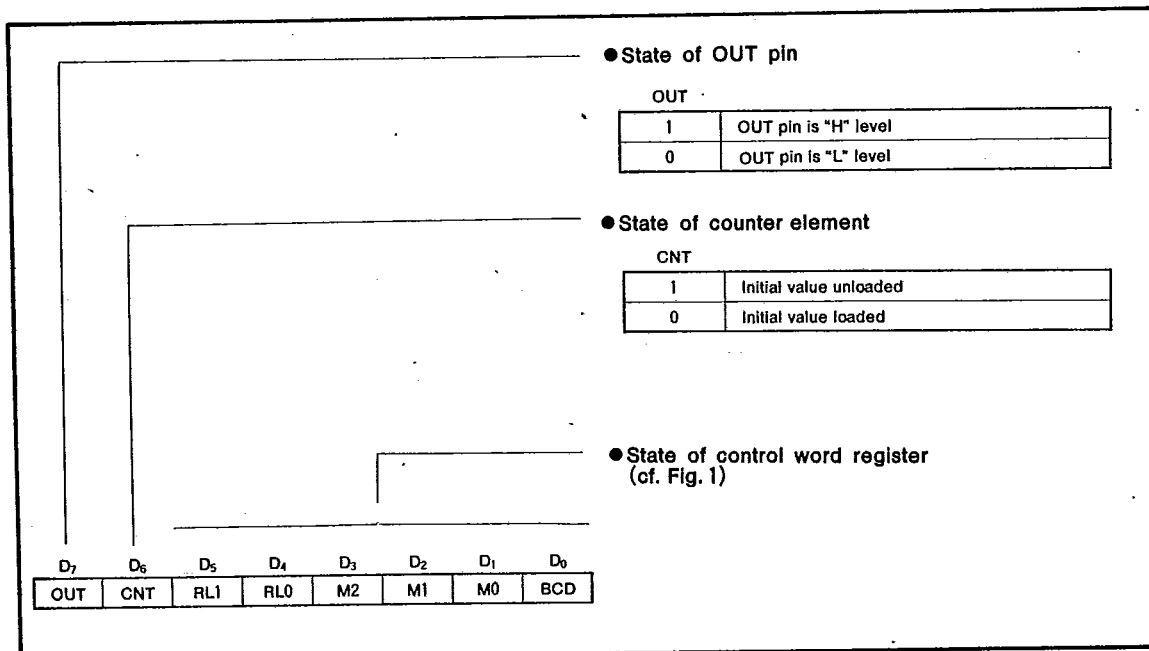 ● State of OUT pin
OUT
1 OUT pin is "H" level
0 OUT pin is "L" level
● State of counter element
CNT
1 Initial value unloaded
0 Initial value loaded
● State of control word register
(cf. Fig. 1)
D₇ D₆ D₅ D₄ D₃ D₂ D₁ D₀
OUT CNT RL1 RL0 M2 M1 M0 BCD